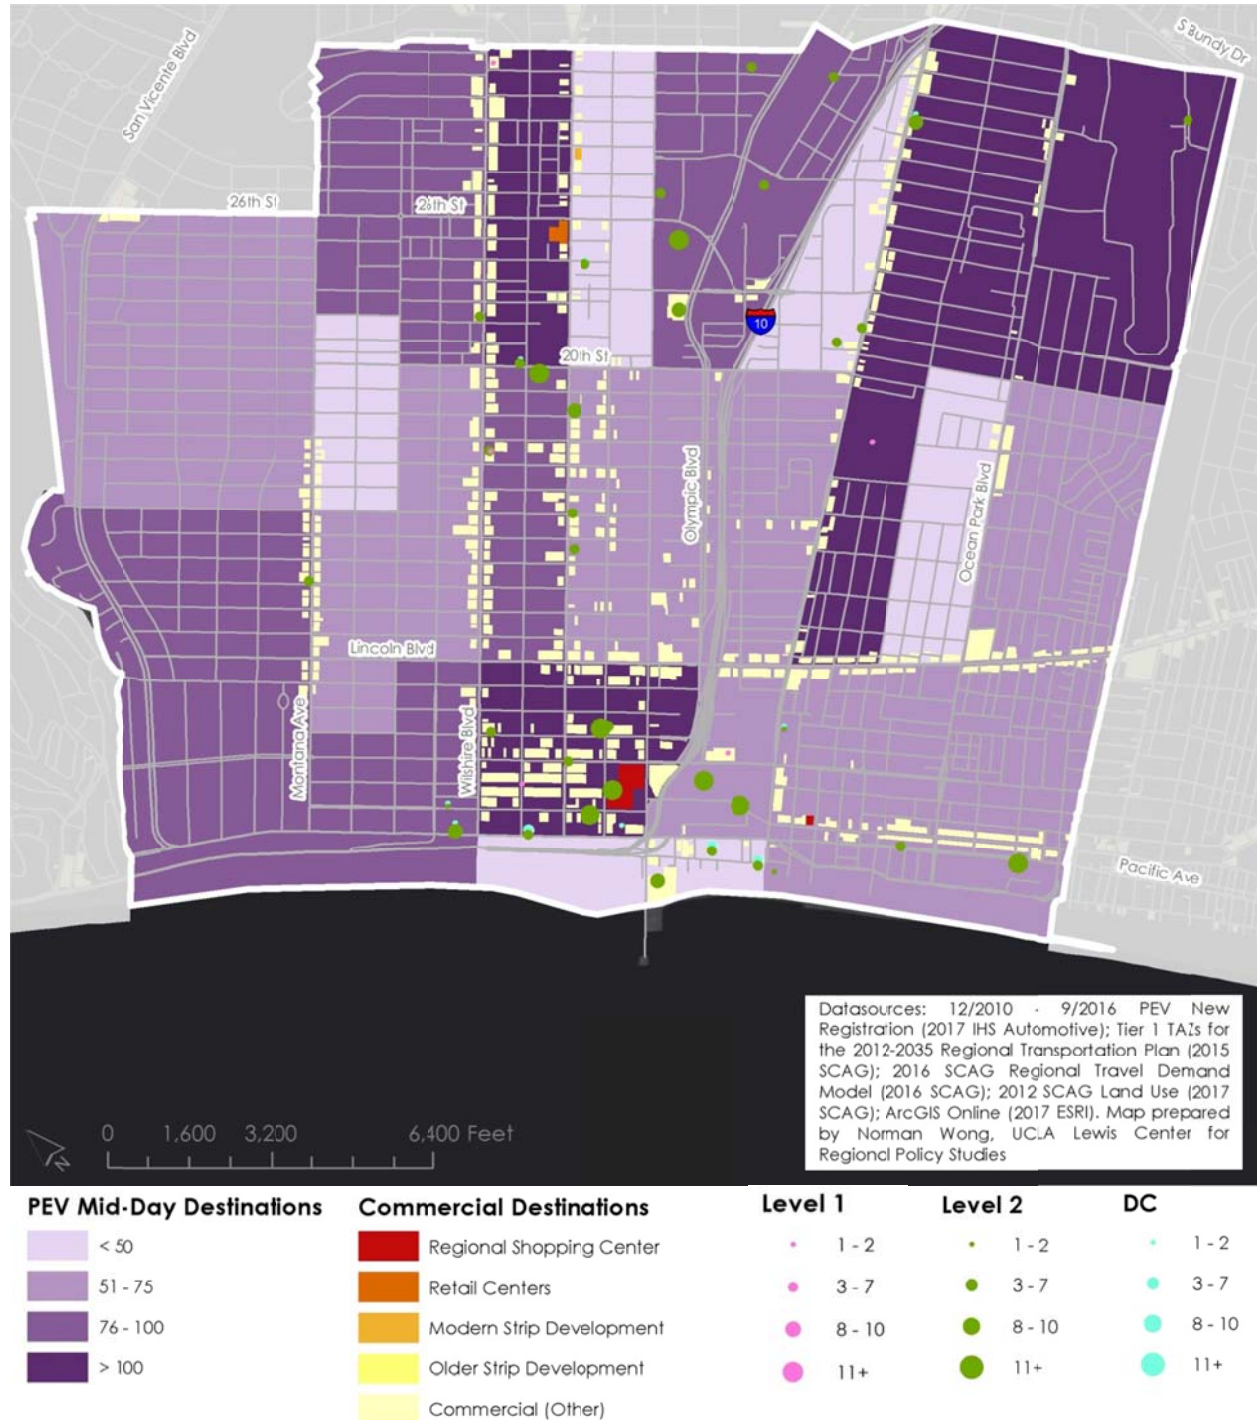 S Bundy Dr
San Vicente Blvd
26th St
26th St
10
20th St
Olympic Blvd
Ocean Park Blvd
Lincoln Blvd
Montana Ave
Wilshire Blvd
Pacific Ave
Datasources: 12/2010 - 9/2016 PEV New
Registration (2017 IHS Automotive); Tier 1 TAZs for
the 2012-2035 Regional Transportation Plan (2015
SCAG); 2016 SCAG Regional Travel Demand
Model (2016 SCAG); 2012 SCAG Land Use (2017
SCAG); ArcGIS Online (2017 ESRI). Map prepared
by Norman Wong, UCLA Lewis Center for
Regional Policy Studies
0 1,600 3,200 6,400 Feet
N
PEV Mid-Day Destinations
< 50
51 - 75
76 - 100
> 100
Commercial Destinations
Regional Shopping Center
Retail Centers
Modern Strip Development
Older Strip Development
Commercial (Other)
Level 1
1 - 2
3 - 7
8 - 10
11+
Level 2
1 - 2
3 - 7
8 - 10
11+
DC
1 - 2
3 - 7
8 - 10
11+